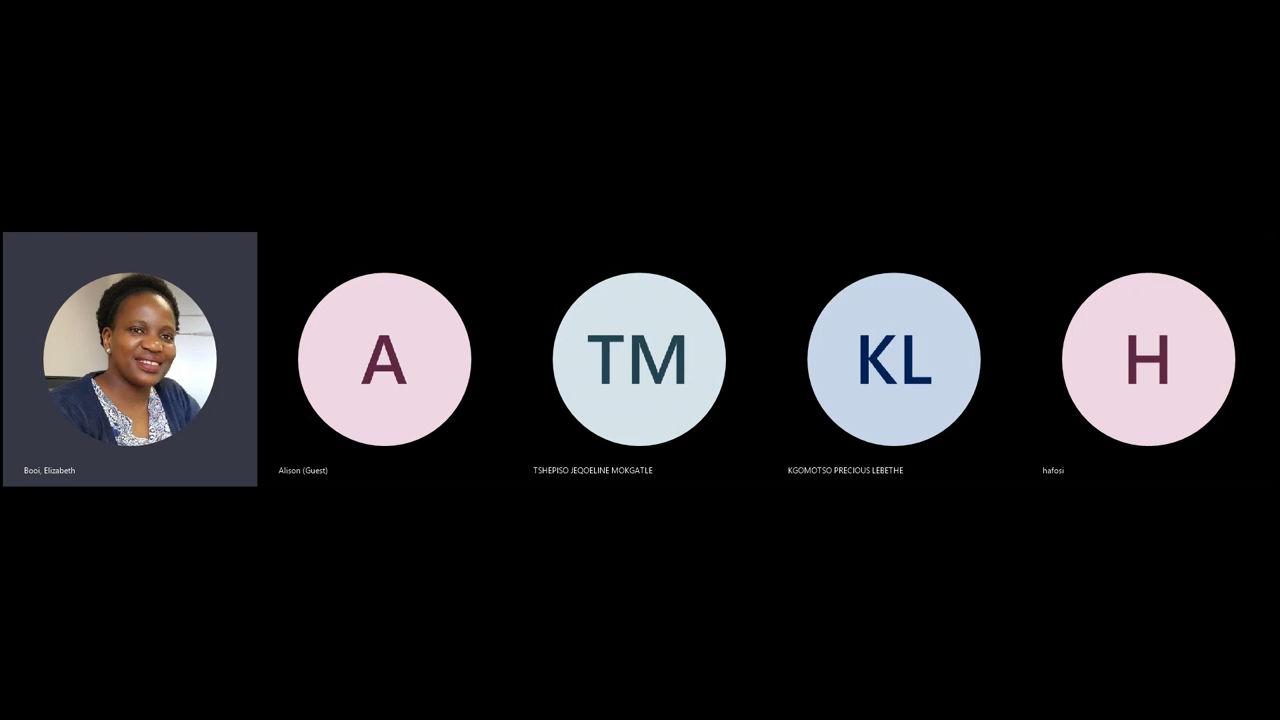 A
TM
KL
H
Booi, Elizabeth
Alison (Guest)
TSHEPISO JEQOELINE MOKGATLE
KGOMOTSO PRECIOUS LEBETHE
hafosi